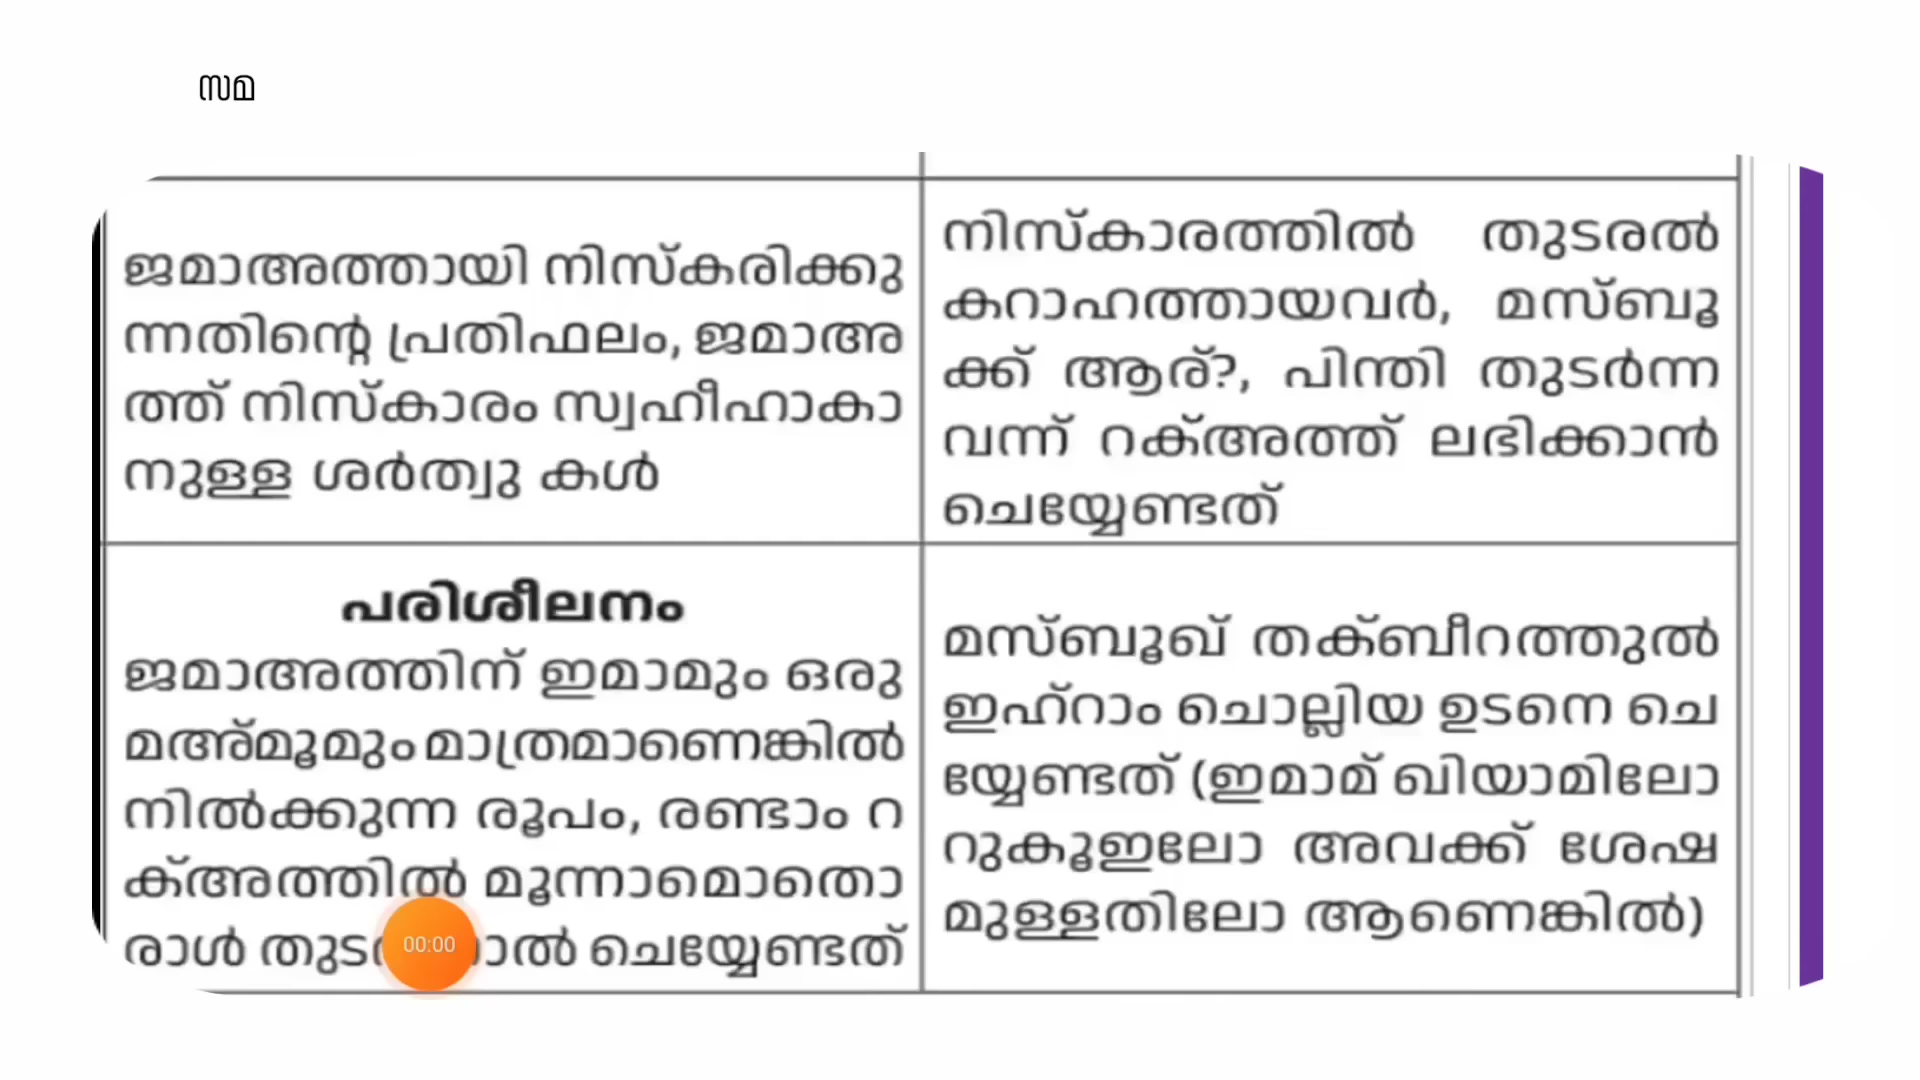 സമ
ജമാഅത്തായി നിസ്കരിക്കു
ന്നതിന്റെ പ്രതിഫലം, ജമാഅ
ത്ത് നിസ്കാരം സ്വഹീഹാകാ
നുള്ള ശർത്വു കൾ
നിസ്കാരത്തിൽ തുടരൽ
കറാഹത്തായവർ, മസ്ബൂ
ക്ക് ആര്?, പിന്തി തുടർന്ന
വന്ന് റക്അത്ത് ലഭിക്കാൻ
ചെയ്യേണ്ടത്
പരിശീലനം
ജമാഅത്തിന് ഇമാമും ഒരു
മഅ്മൂമും മാത്രമാണെങ്കിൽ
നിൽക്കുന്ന രൂപം, രണ്ടാം റ
ക്അത്തിൽ മൂന്നാമൊതൊ
രാൾ ചെയ്യേണ്ടത്
00:00
മസ്ബൂഖ് തക്ബീറത്തുൽ
ഇഹ്റാം ചൊല്ലിയ ഉടനെ ചെ
യ്യേണ്ടത് (ഇമാമ് ഖിയാമിലോ
റുകൂഇലോ അവക്ക് ശേഷ
മുള്ളതിലോ ആണെങ്കിൽ)